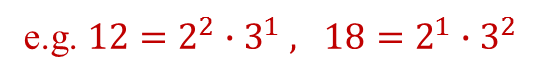 e.g. 12 = 2² · 3¹ , 18 = 2¹ · 3²